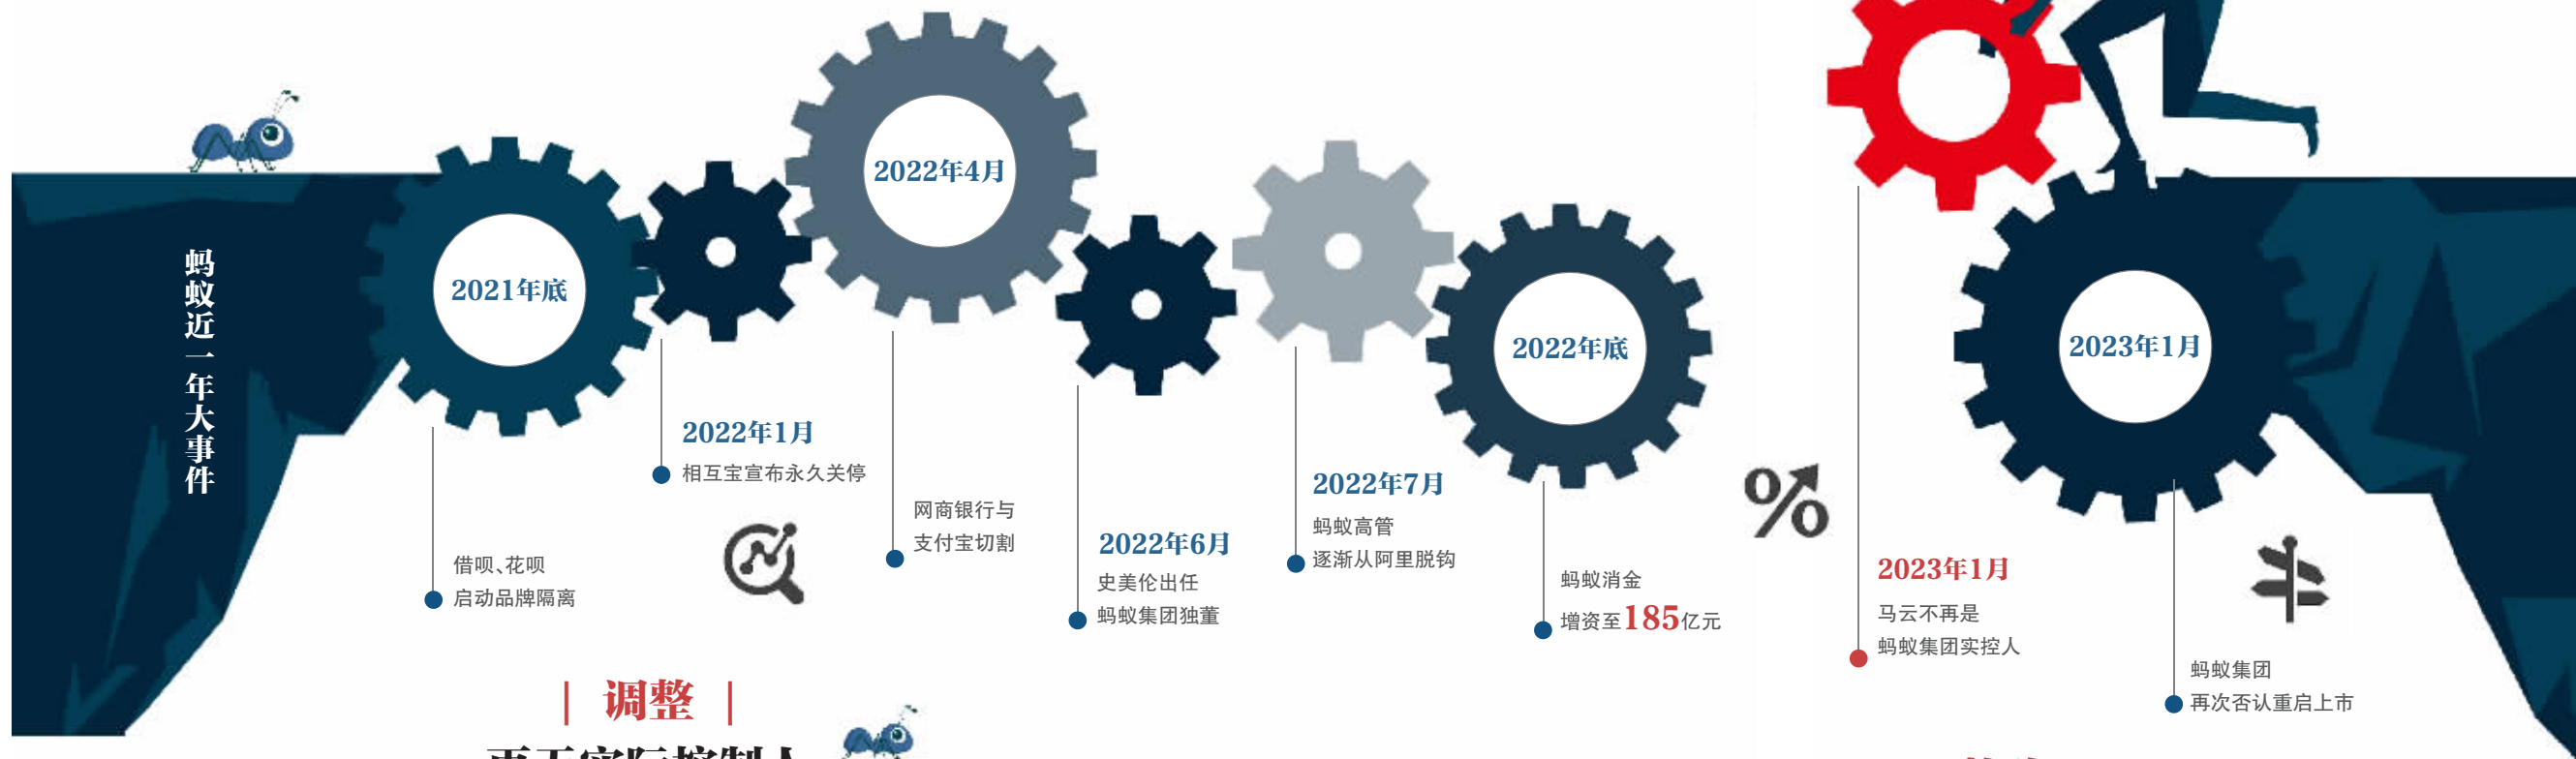 蚂蚁近一年大事件
2021年底
借呗、花呗
启动品牌隔离
2022年1月
相互宝宣布永久关停
2022年4月
网商银行与
支付宝切割
2022年6月
史美伦出任
蚂蚁集团独董
2022年7月
蚂蚁高管
逐渐从阿里脱钩
2022年底
蚂蚁消金
增资至185亿元
%
2023年1月
马云不再是
蚂蚁集团实控人
2023年1月
蚂蚁集团
再次否认重启上市
| 调整 |